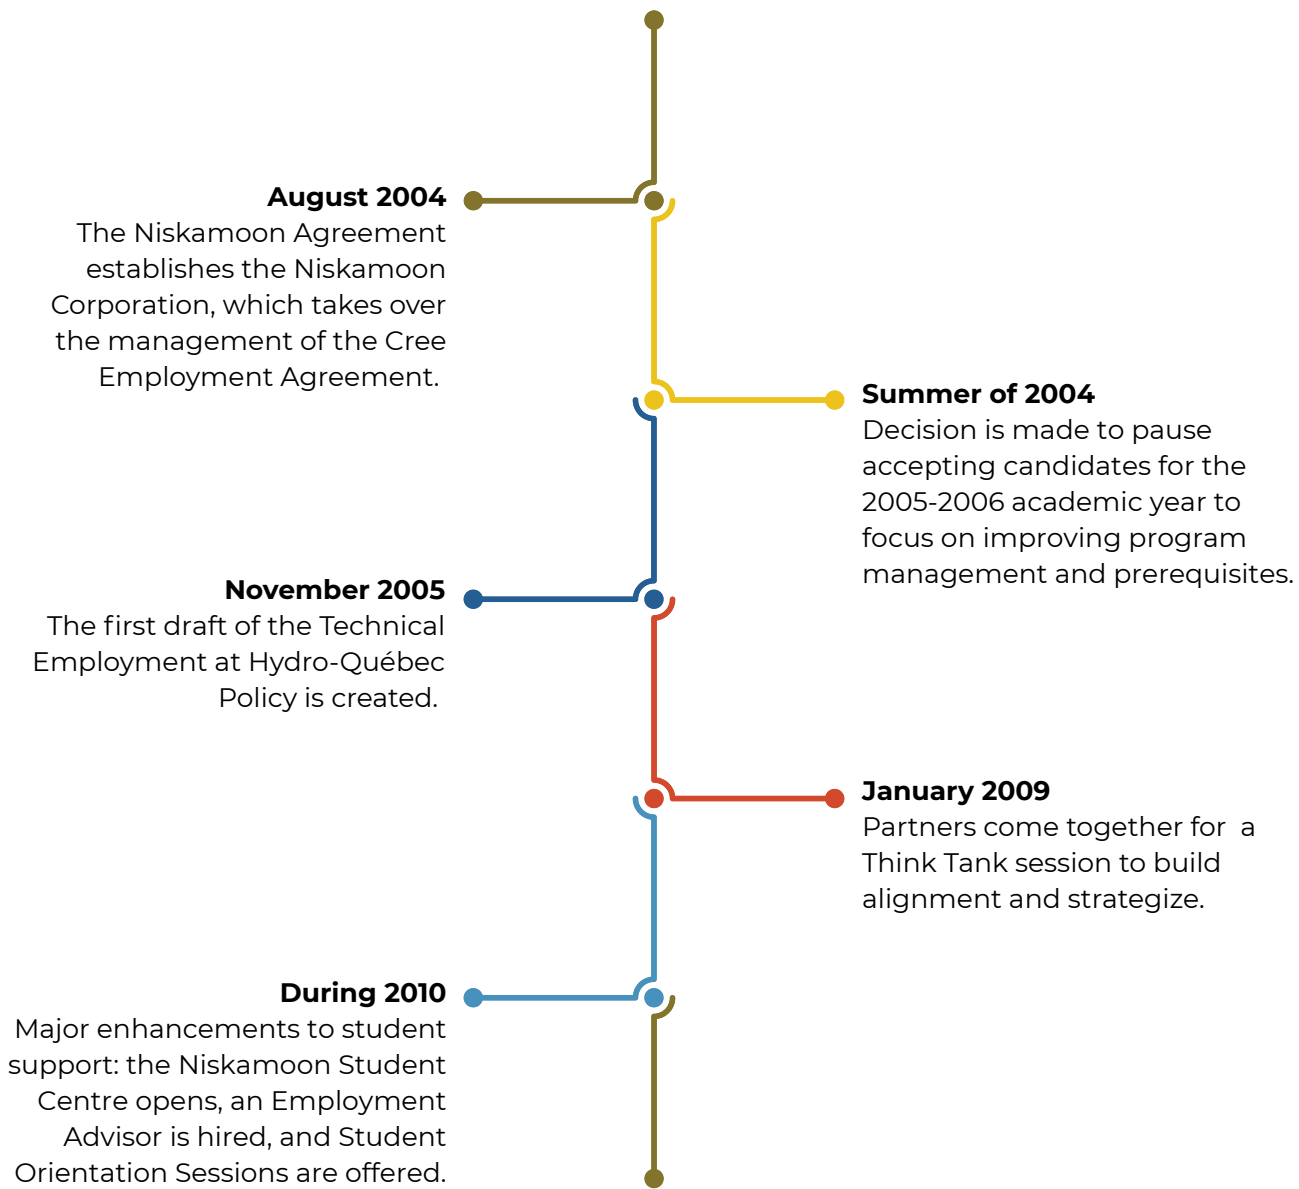 August 2004
The Niskamoon Agreement
establishes the Niskamoon
Corporation, which takes over
the management of the Cree
Employment Agreement.
Summer of 2004
Decision is made to pause
accepting candidates for the
2005-2006 academic year to
focus on improving program
management and prerequisites.
November 2005
The first draft of the Technical
Employment at Hydro-Québec
Policy is created.
January 2009
Partners come together for  a
Think Tank session to build
alignment and strategize.
During 2010
Major enhancements to student
support: the Niskamoon Student
Centre opens, an Employment
Advisor is hired, and Student
Orientation Sessions are offered.